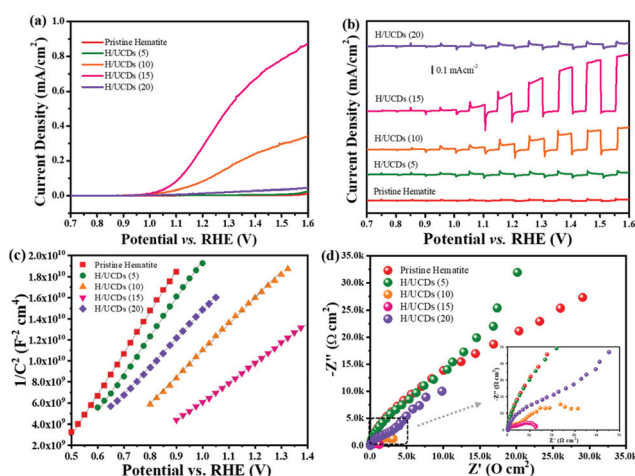 (a)
Pristine Hematite
H/UCDs (5)
H/UCDs (10)
H/UCDs (15)
H/UCDs (20)
Current Density (mA/cm²)
1.0
0.8
0.6
0.4
0.2
0.0
0.7 0.8 0.9 1.0 1.1 1.2 1.3 1.4 1.5 1.6
Potential vs. RHE (V)
(b)
H/UCDs (20)
0.1 mAcm⁻²
H/UCDs (15)
H/UCDs (10)
H/UCDs (5)
Pristine Hematite
Current Density (mA/cm²)
0.7 0.8 0.9 1.0 1.1 1.2 1.3 1.4 1.5 1.6
Potential vs. RHE (V)
(c)
Pristine Hematite
H/UCDs (5)
H/UCDs (10)
H/UCDs (15)
H/UCDs (20)
1/C² (F⁻² cm⁴)
2.0x10¹⁰
1.8x10¹⁰
1.6x10¹⁰
1.4x10¹⁰
1.2x10¹⁰
1.0x10¹⁰
8.0x10⁹
6.0x10⁹
4.0x10⁹
2.0x10⁹
0.5 0.6 0.7 0.8 0.9 1.0 1.1 1.2 1.3 1.4
Potential vs. RHE (V)
(d)
Pristine Hematite
H/UCDs (5)
H/UCDs (10)
H/UCDs (15)
H/UCDs (20)
-Z'' (Ω cm²)
35.0k
30.0k
25.0k
20.0k
15.0k
10.0k
5.0k
0.0
0.0 5.0k 10.0k 15.0k 20.0k 25.0k 30.0k 35.0k
Z' (O cm²)
-Z'' (Ω cm²)
Z' (Ω cm²)